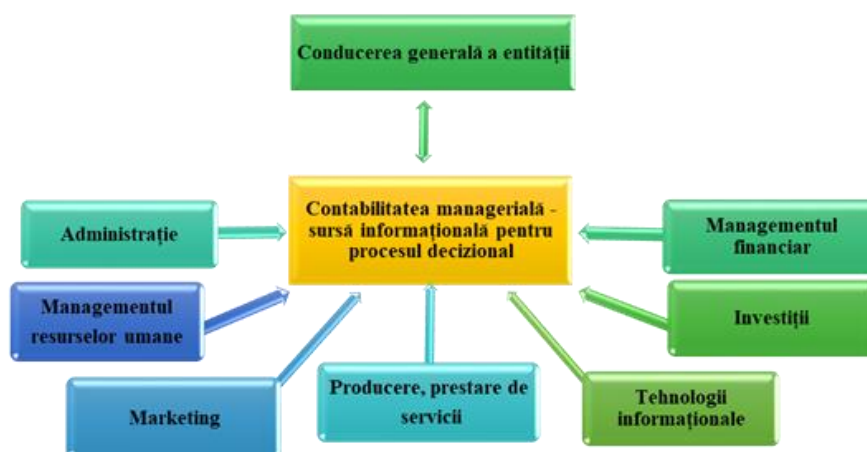 Conducerea generală a entității
Contabilitatea managerială -
sursă informațională pentru
procesul decizional
Administrație
Managementul
financiar
Managementul
resurselor umane
Investiții
Marketing
Producere, prestare de
servicii
Tehnologii
informaționale